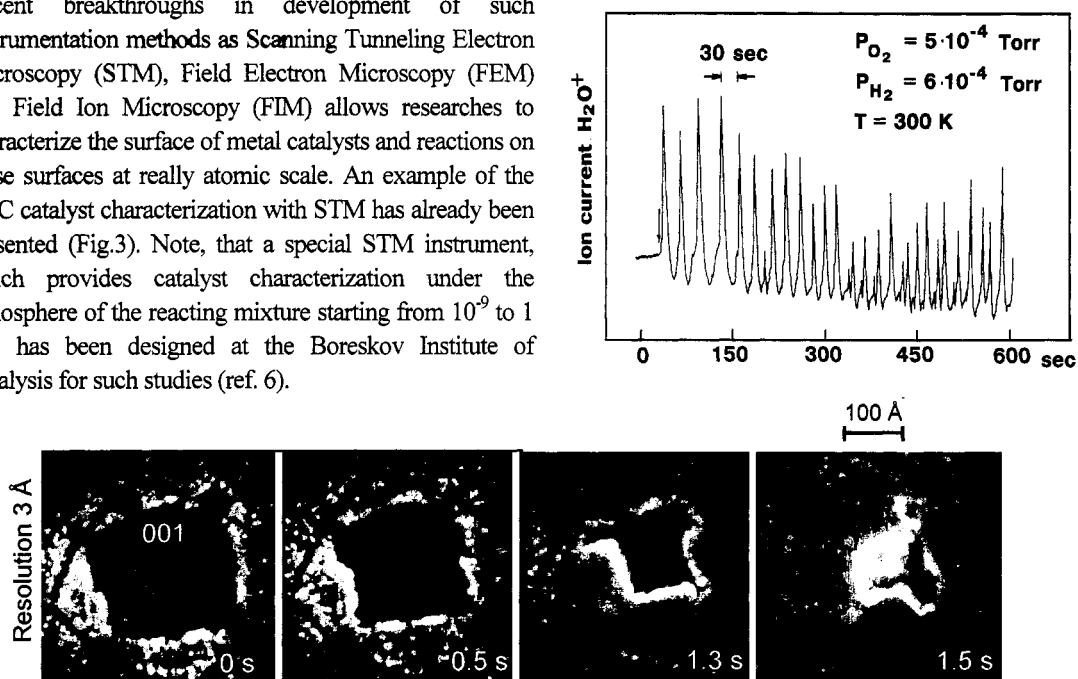 cent breakthroughs in development of such
trumentation methods as Scanning Tunneling Electron
croscopy (STM), Field Electron Microscopy (FEM)
Field Ion Microscopy (FIM) allows researches to
racterize the surface of metal catalysts and reactions on
se surfaces at really atomic scale. An example of the
C catalyst characterization with STM has already been
sented (Fig.3). Note, that a special STM instrument,
ich provides catalyst characterization under the
osphere of the reacting mixture starting from 10⁻⁹ to 1
has been designed at the Boreskov Institute of
alysis for such studies (ref. 6).
Ion current H₂O⁺
30 sec
P_O₂ = 5·10⁻⁴ Torr
P_H₂ = 6·10⁻⁴ Torr
T = 300 K
0 150 300 450 600 sec
100 Å
Resolution 3 Å
001
0 s
0.5 s
1.3 s
1.5 s